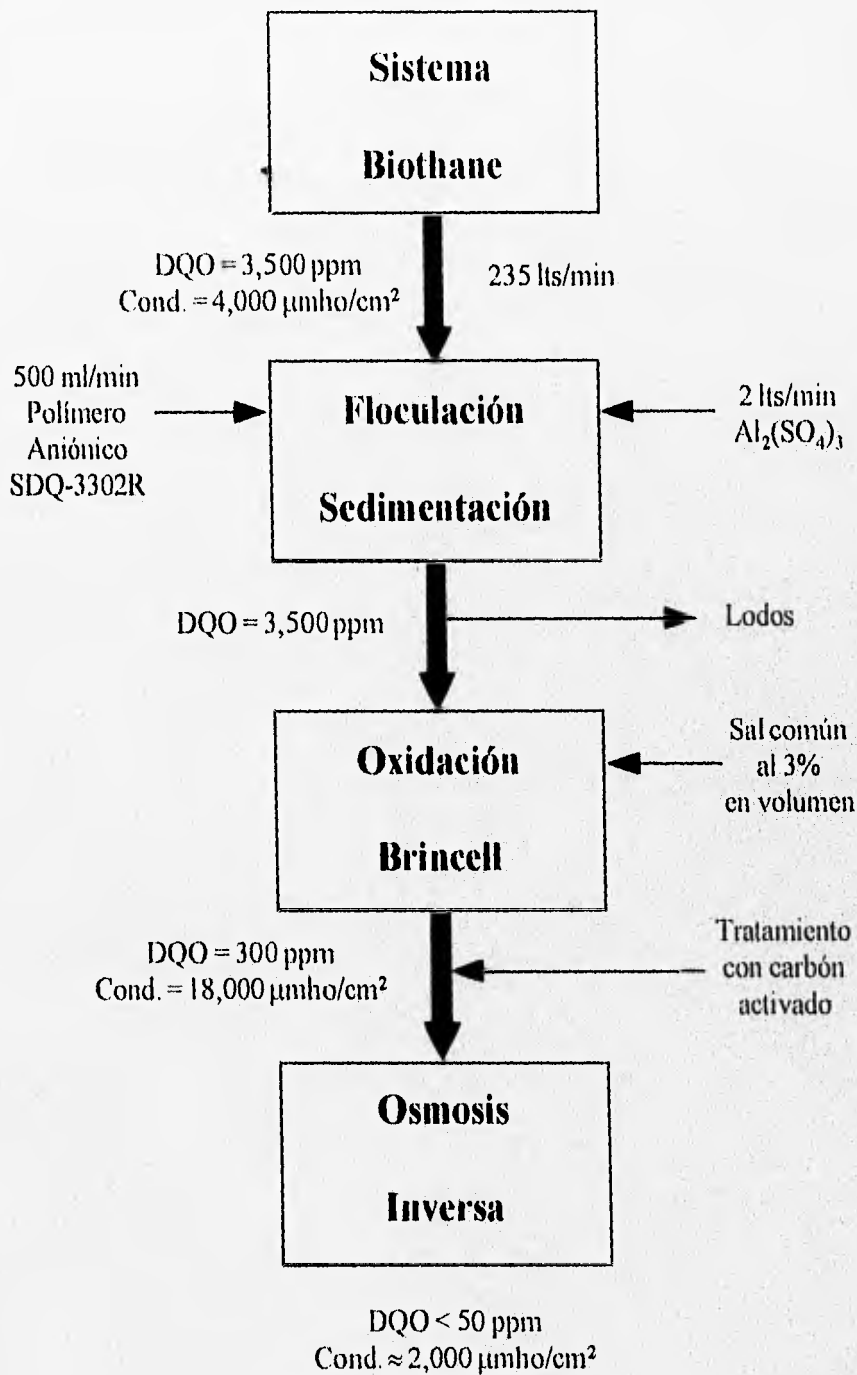 Sistema
Biothane
DQO = 3,500 ppm
Cond. = 4,000 µmho/cm²
235 lts/min
500 ml/min
Polímero
Aniónico
SDQ-3302R
Floculación
Sedimentación
2 lts/min
Al₂(SO₄)₃
DQO = 3,500 ppm
Lodos
Oxidación
Brincell
Sal común
al 3%
en volumen
DQO = 300 ppm
Cond. = 18,000 µmho/cm²
Tratamiento
con carbón
activado
Osmosis
Inversa
DQO < 50 ppm
Cond. ≈ 2,000 µmho/cm²